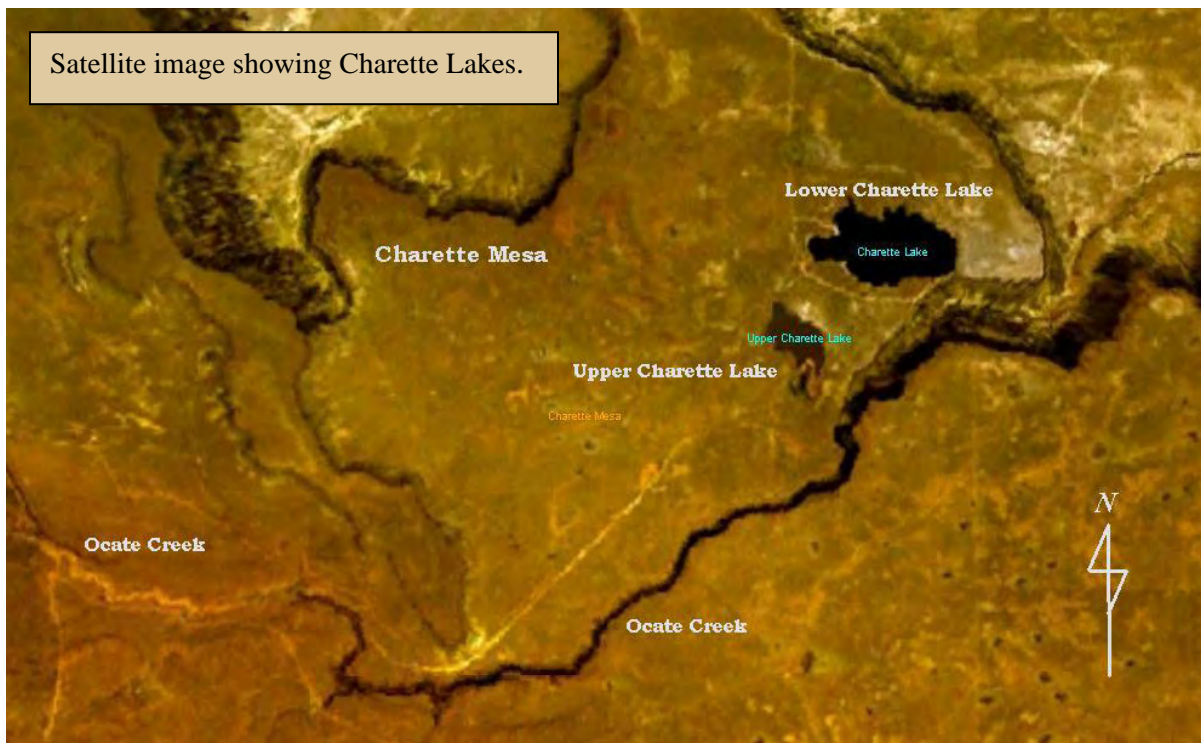 Satellite image showing Charette Lakes.
Lower Charette Lake
Charette Lake
Charette Mesa
Upper Charette Lake
Upper Charette Lake
Charette Mesa
N
Ocate Creek
Ocate Creek